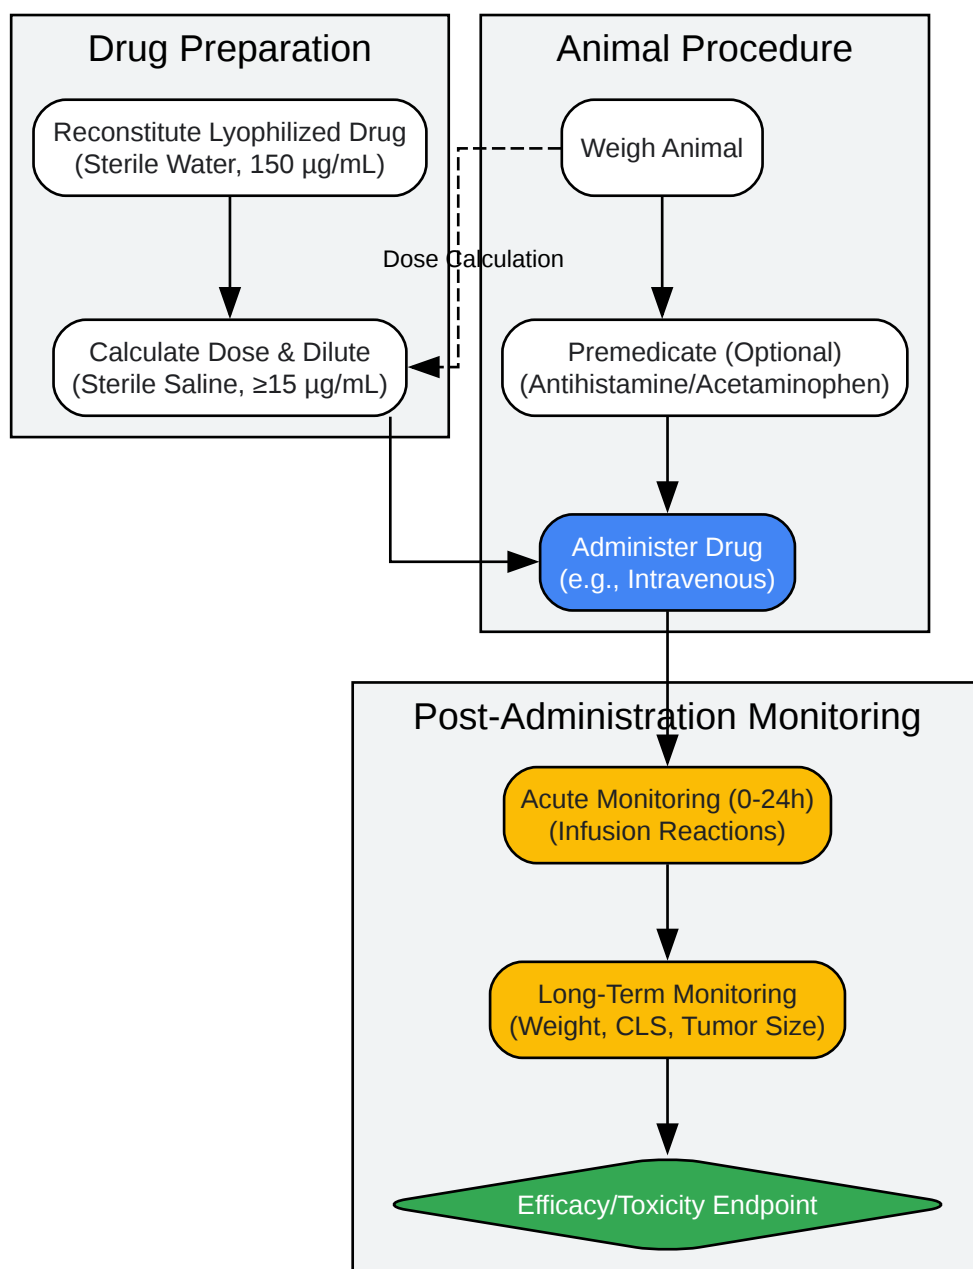 Drug Preparation
Reconstitute Lyophilized Drug
(Sterile Water, 150 µg/mL)
Calculate Dose & Dilute
(Sterile Saline, ≥15 µg/mL)
Dose Calculation
Animal Procedure
Weigh Animal
Premedicate (Optional)
(Antihistamine/Acetaminophen)
Administer Drug
(e.g., Intravenous)
Post-Administration Monitoring
Acute Monitoring (0-24h)
(Infusion Reactions)
Long-Term Monitoring
(Weight, CLS, Tumor Size)
Efficacy/Toxicity Endpoint